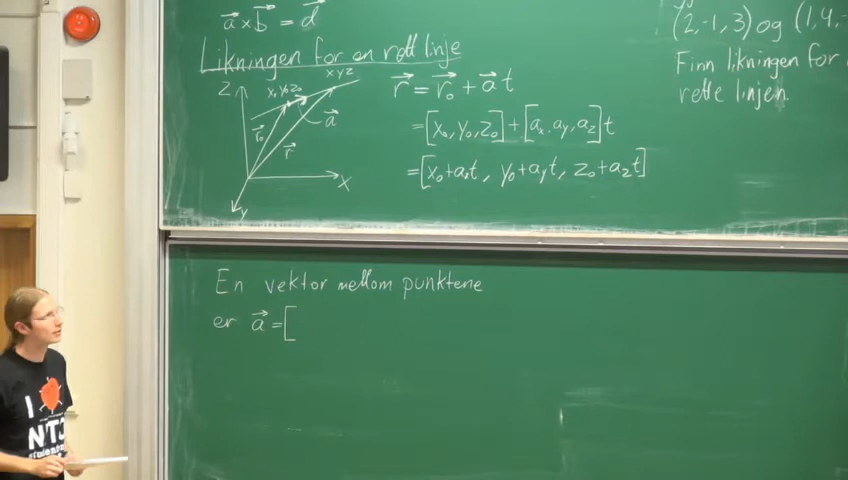 a⃗ × b⃗ = d⃗
Likningen for en rett linje
z
x₀ y₀ z₀
x y z
r⃗₀
r⃗
a⃗
x
y
r⃗ = r⃗₀ + a⃗ t
= [x₀, y₀, z₀] + [aₓ, a_y, a_z] t
= [x₀ + aₓt, y₀ + a_y t, z₀ + a_z t]
(2, -1, 3) og (1, 4, -
Finn likningen for
rette linjen.
En vektor mellom punktene
er a⃗ = [
I